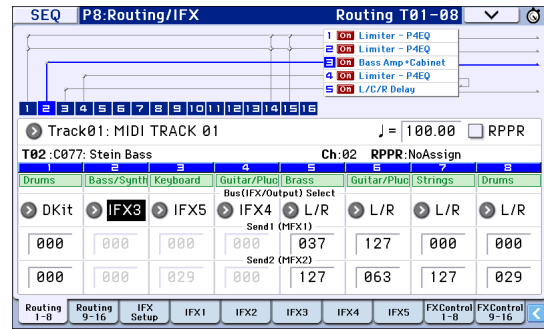 SEQ P8:Routing/IFX Routing T01-08
1 On Limiter - P4EQ
2 On Limiter - P4EQ
3 On Bass Amp+Cabinet
4 On Limiter - P4EQ
5 On L/C/R Delay
1 2 3 4 5 6 7 8 9 10 11 12 13 14 15 16
Track01: MIDI TRACK 01 ♩= 100.00 RPPR
T02 :C077: Stein Bass Ch:02 RPPR:NoAssign
1 2 3 4 5 6 7 8
Drums Bass/Synth Keyboard Guitar/Pluc Brass Guitar/Pluc Strings Drums
Bus(IFX/Output) Select
DKit IFX3 IFX5 IFX4 L/R L/R L/R L/R
Send1 (MFX1)
000 000 000 000 037 127 000 000
Send2 (MFX2)
000 000 029 000 127 063 127 029
Routing 1-8 Routing 9-16 IFX Setup IFX1 IFX2 IFX3 IFX4 IFX5 FXControl 1-8 FXControl 9-16